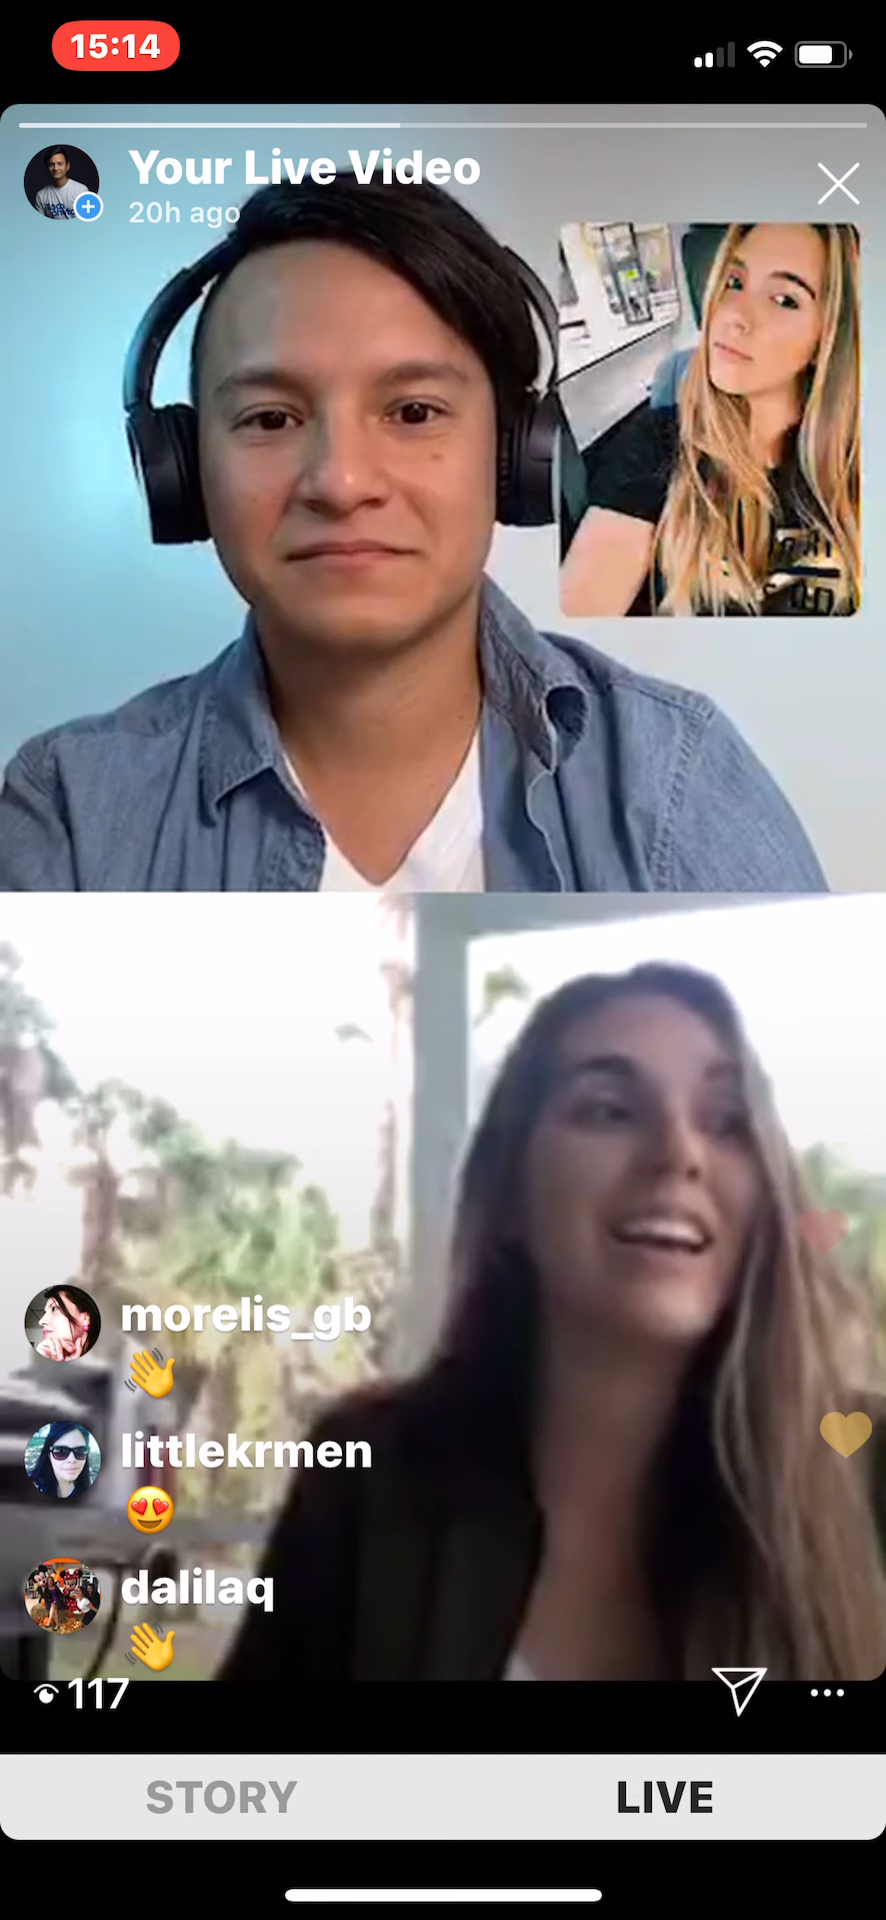 15:14
Your Live Video
20h ago
morelis_gb
👋
littlekrmen
😍
dalilaq
👋
117
STORY
LIVE